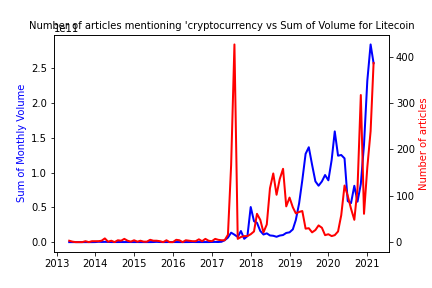 Number of articles mentioning 'cryptocurrency vs Sum of Volume for Litecoin
1e11
Sum of Monthly Volume
2.5
2.0
1.5
1.0
0.5
0.0
400
300
200
100
0
Number of articles
2013 2014 2015 2016 2017 2018 2019 2020 2021